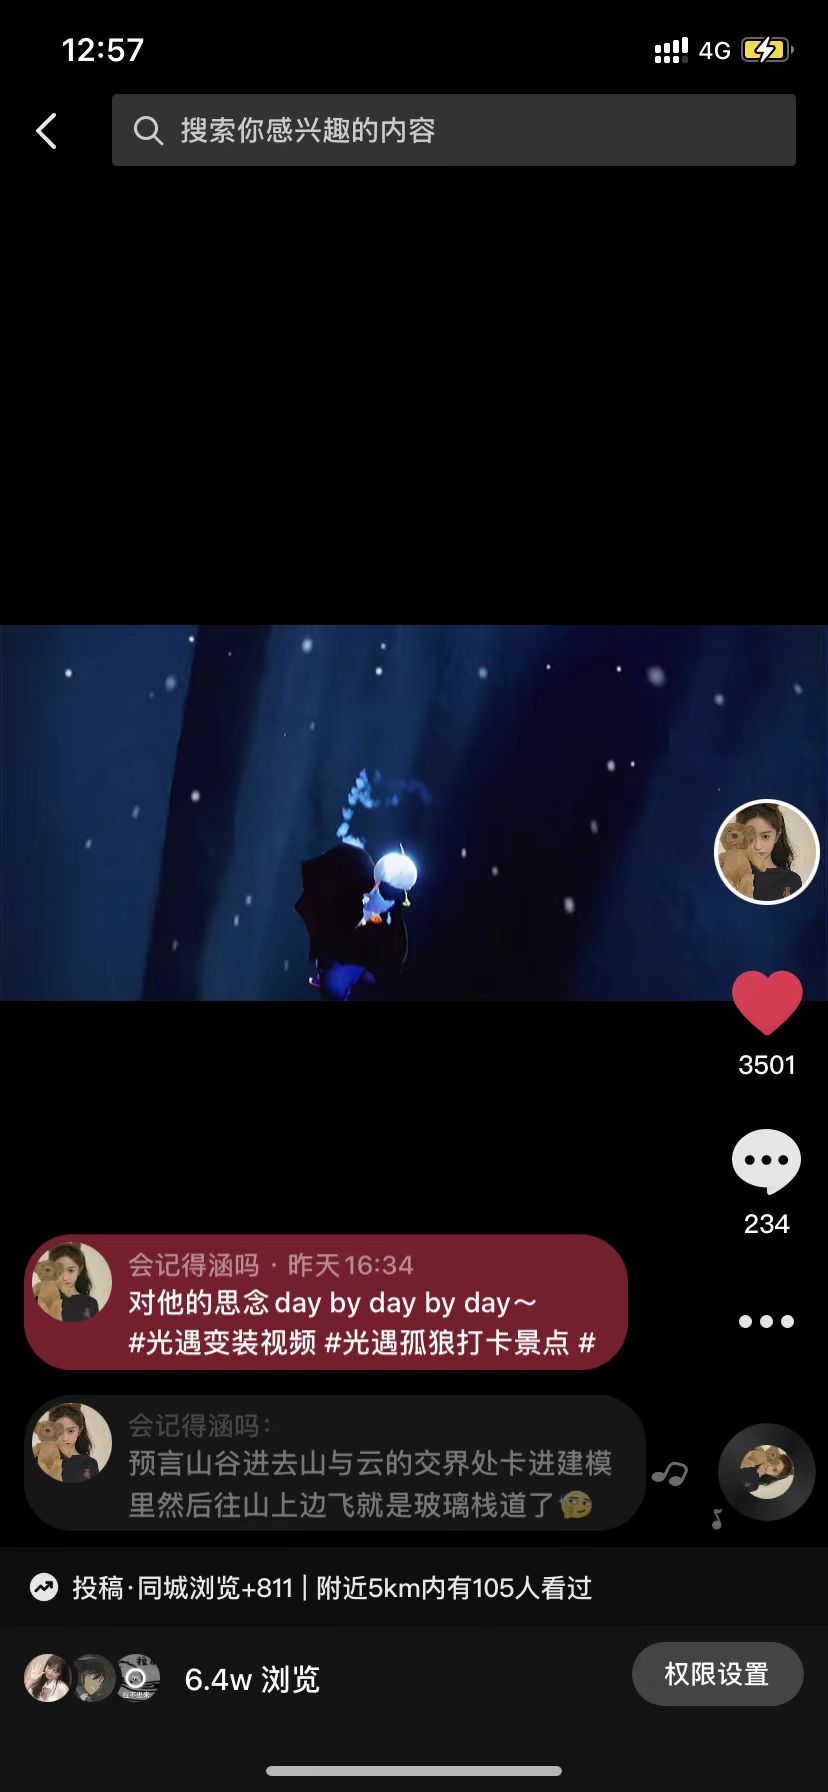 12:57
4G
搜索你感兴趣的内容
3501
234
会记得涵吗 · 昨天16:34
对他的思念day by day by day～
#光遇变装视频 #光遇孤狼打卡景点 #
会记得涵吗:
预言山谷进去山与云的交界处卡进建模
里然后往山上边飞就是玻璃栈道了
投稿·同城浏览+811 | 附近5km内有105人看过
6.4w 浏览
权限设置